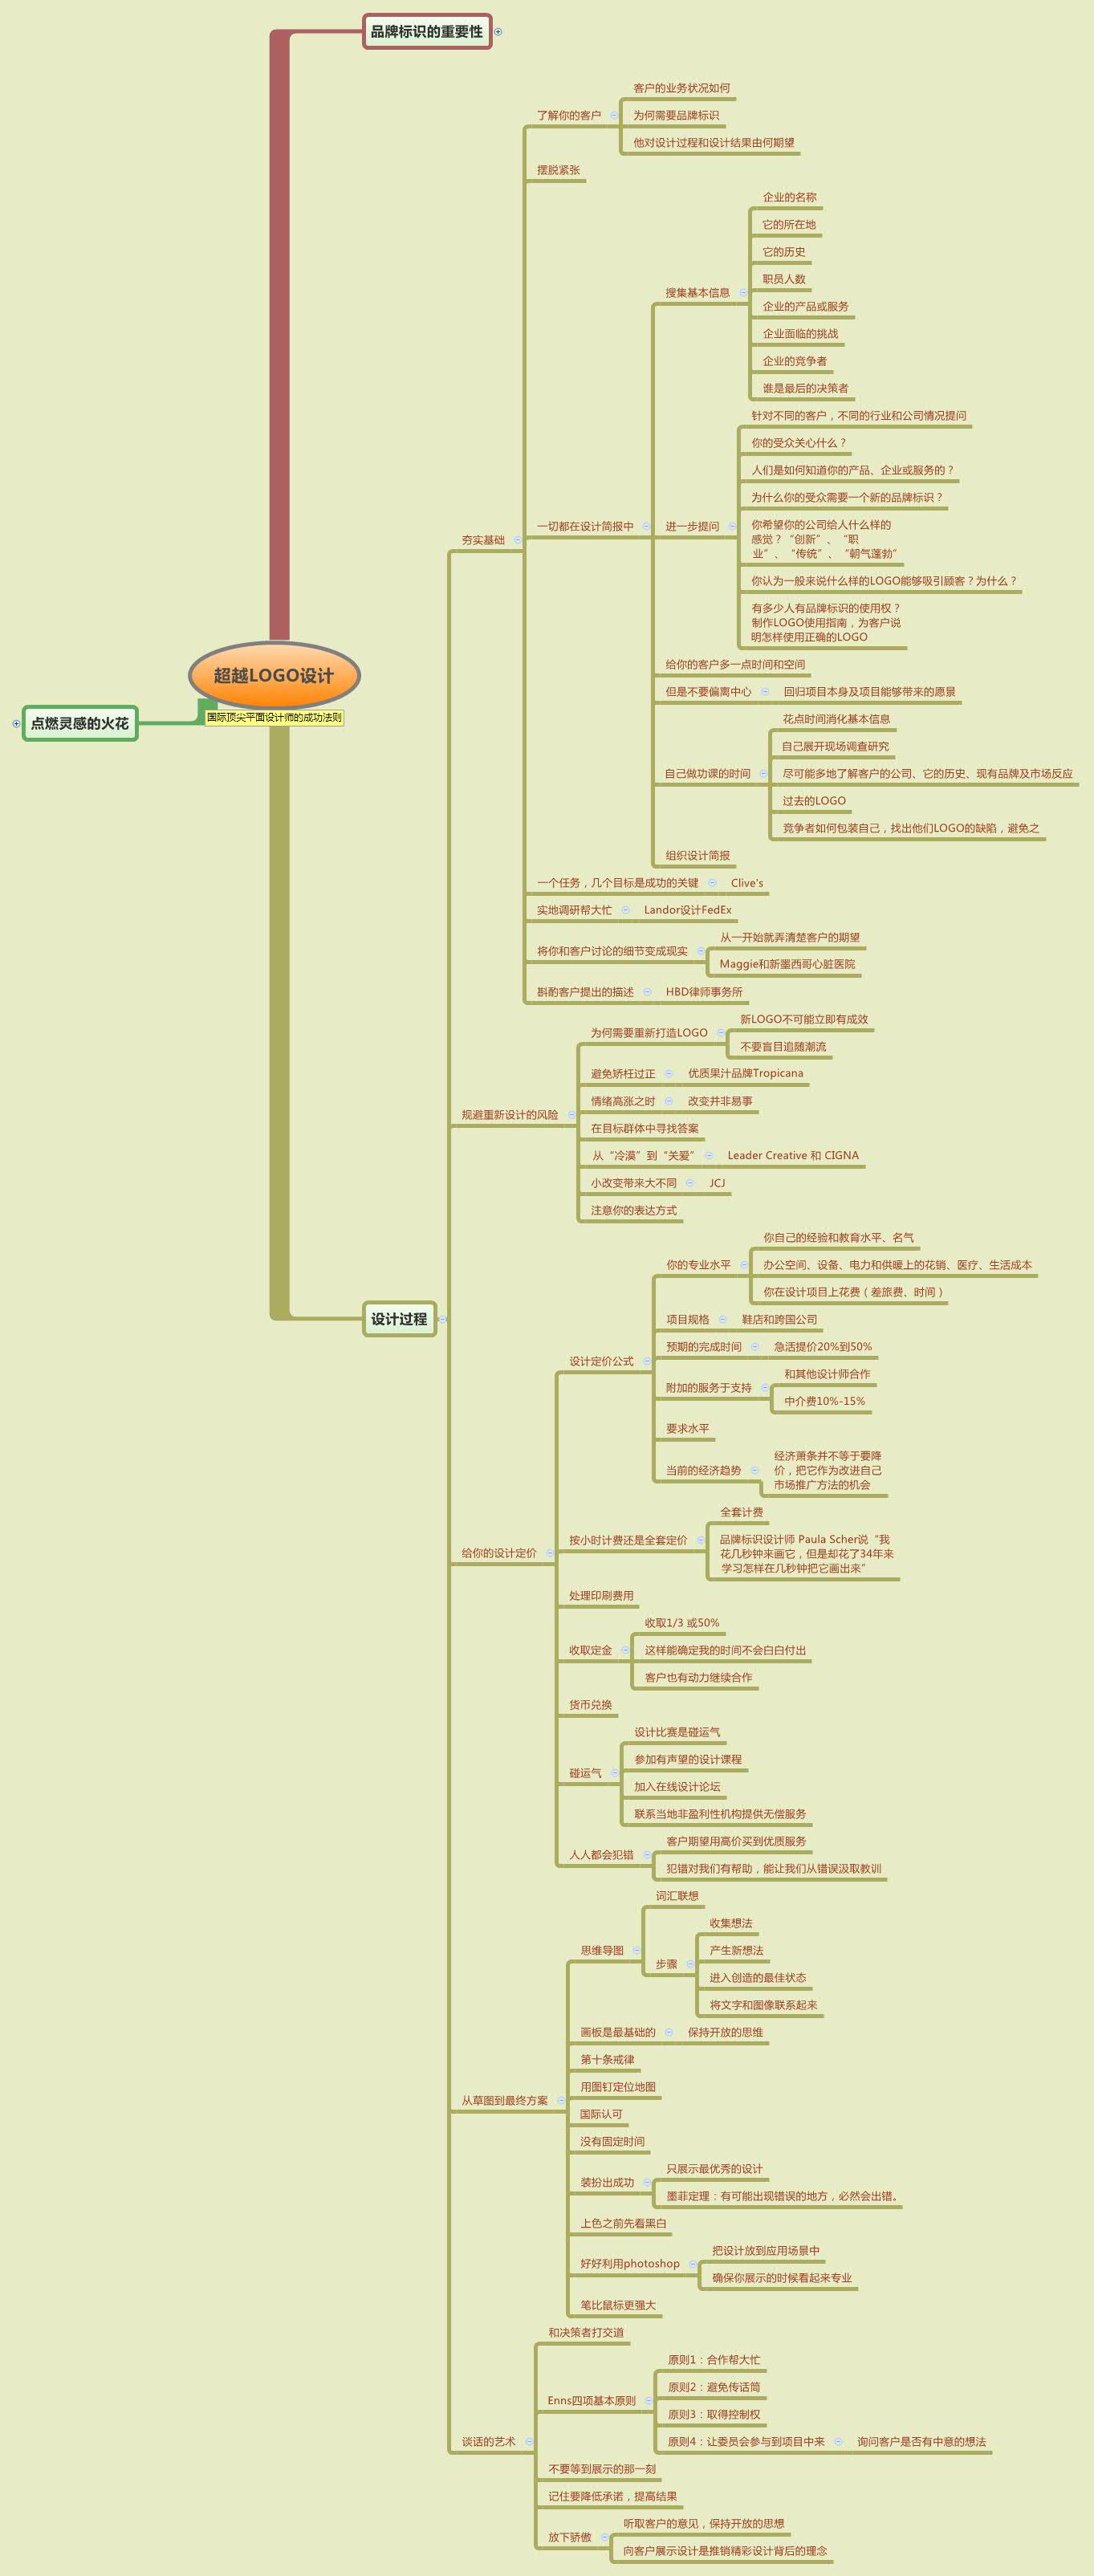 品牌标识的重要性
客户的业务状况如何
了解你的客户
为何需要品牌标识
他对设计过程和设计结果由何期望
摆脱紧张
企业的名称
它的所在地
它的历史
职员人数
搜集基本信息
企业的产品或服务
企业面临的挑战
企业的竞争者
谁是最后的决策者
针对不同的客户，不同的行业和公司情况提问
你的受众关心什么？
人们是如何知道你的产品、企业或服务的？
为什么你的受众需要一个新的品牌标识？
一切都在设计简报中
进一步提问
你希望你的公司给人什么样的
感觉？“创新”、“职
业”、“传统”、“朝气蓬勃”
夯实基础
你认为一般来说什么样的LOGO能够吸引顾客？为什么？
有多少人有品牌标识的使用权？
制作LOGO使用指南，为客户说
明怎样使用正确的LOGO
给你的客户多一点时间和空间
超越LOGO设计
但是不要偏离中心
回归项目本身及项目能够带来的愿景
国际顶尖平面设计师的成功法则
点燃灵感的火花
花点时间消化基本信息
自己展开现场调查研究
自己做功课的时间
尽可能多地了解客户的公司、它的历史、现有品牌及市场反应
过去的LOGO
竞争者如何包装自己，找出他们LOGO的缺陷，避免之
组织设计简报
一个任务，几个目标是成功的关键
Clive's
实地调研帮大忙
Landor设计FedEx
从一开始就弄清楚客户的期望
将你和客户讨论的细节变成现实
Maggie和新墨西哥心脏医院
斟酌客户提出的描述
HBD律师事务所
新LOGO不可能立即有成效
为何需要重新打造LOGO
不要盲目追随潮流
避免矫枉过正
优质果汁品牌Tropicana
情绪高涨之时
改变并非易事
规避重新设计的风险
在目标群体中寻找答案
从“冷漠”到“关爱”
Leader Creative 和 CIGNA
小改变带来大不同
JCJ
注意你的表达方式
你自己的经验和教育水平、名气
你的专业水平
办公空间、设备、电力和供暖上的花销、医疗、生活成本
你在设计项目上花费（差旅费、时间）
设计过程
项目规格
鞋店和跨国公司
预期的完成时间
急活提价20%到50%
设计定价公式
和其他设计师合作
附加的服务于支持
中介费10%-15%
要求水平
当前的经济趋势
经济萧条并不等于要降
价，把它作为改进自己
市场推广方法的机会
全套计费
按小时计费还是全套定价
品牌标识设计师 Paula Scher说“我
花几秒钟来画它，但是却花了34年来
学习怎样在几秒钟把它画出来”
给你的设计定价
处理印刷费用
收取1/3 或50%
收取定金
这样能确定我的时间不会白白付出
客户也有动力继续合作
货币兑换
设计比赛是碰运气
参加有声望的设计课程
碰运气
加入在线设计论坛
联系当地非盈利性机构提供无偿服务
客户期望用高价买到优质服务
人人都会犯错
犯错对我们有帮助，能让我们从错误汲取教训
词汇联想
收集想法
思维导图
产生新想法
步骤
进入创造的最佳状态
将文字和图像联系起来
画板是最基础的
保持开放的思维
第十条戒律
用图钉定位地图
从草图到最终方案
国际认可
没有固定时间
只展示最优秀的设计
装扮出成功
墨菲定理：有可能出现错误的地方，必然会出错。
上色之前先看黑白
把设计放到应用场景中
好好利用photoshop
确保你展示的时候看起来专业
笔比鼠标更强大
和决策者打交道
原则1：合作帮大忙
原则2：避免传话筒
Enns四项基本原则
原则3：取得控制权
原则4：让委员会参与到项目中来
询问客户是否有中意的想法
谈话的艺术
不要等到展示的那一刻
记住要降低承诺，提高结果
听取客户的意见，保持开放的思想
放下骄傲
向客户展示设计是推销精彩设计背后的理念